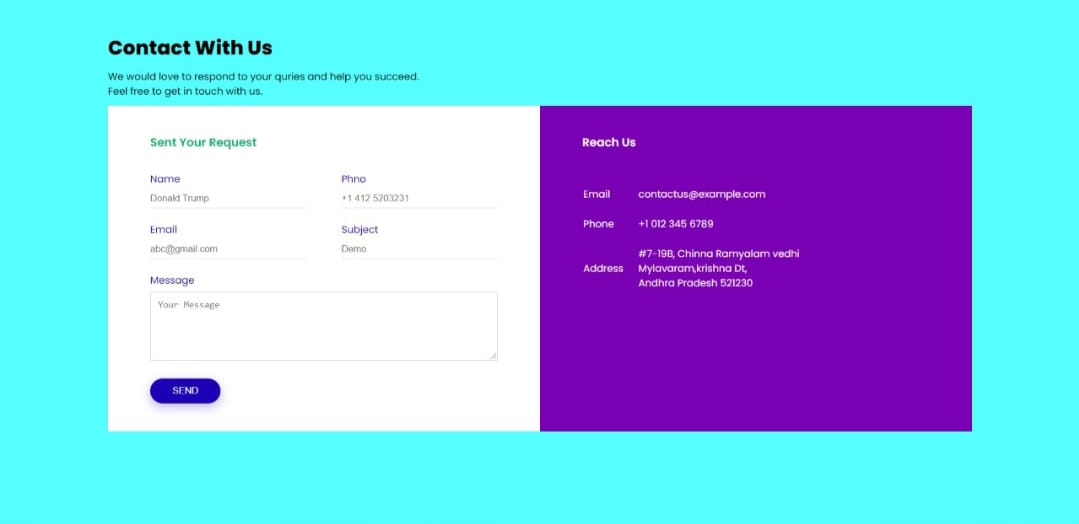 Contact With Us
We would love to respond to your quries and help you succeed.
Feel free to get in touch with us.
Sent Your Request
Name
Phno
Donald Trump
+1 412 5203231
Email
Subject
abc@gmail.com
Demo
Message
Your Message
SEND
Reach Us
Email contactus@example.com
Phone +1 012 345 6789
#7-19B, Chinna Ramyalam vedhi
Address Mylavaram,krishna Dt,
Andhra Pradesh 521230